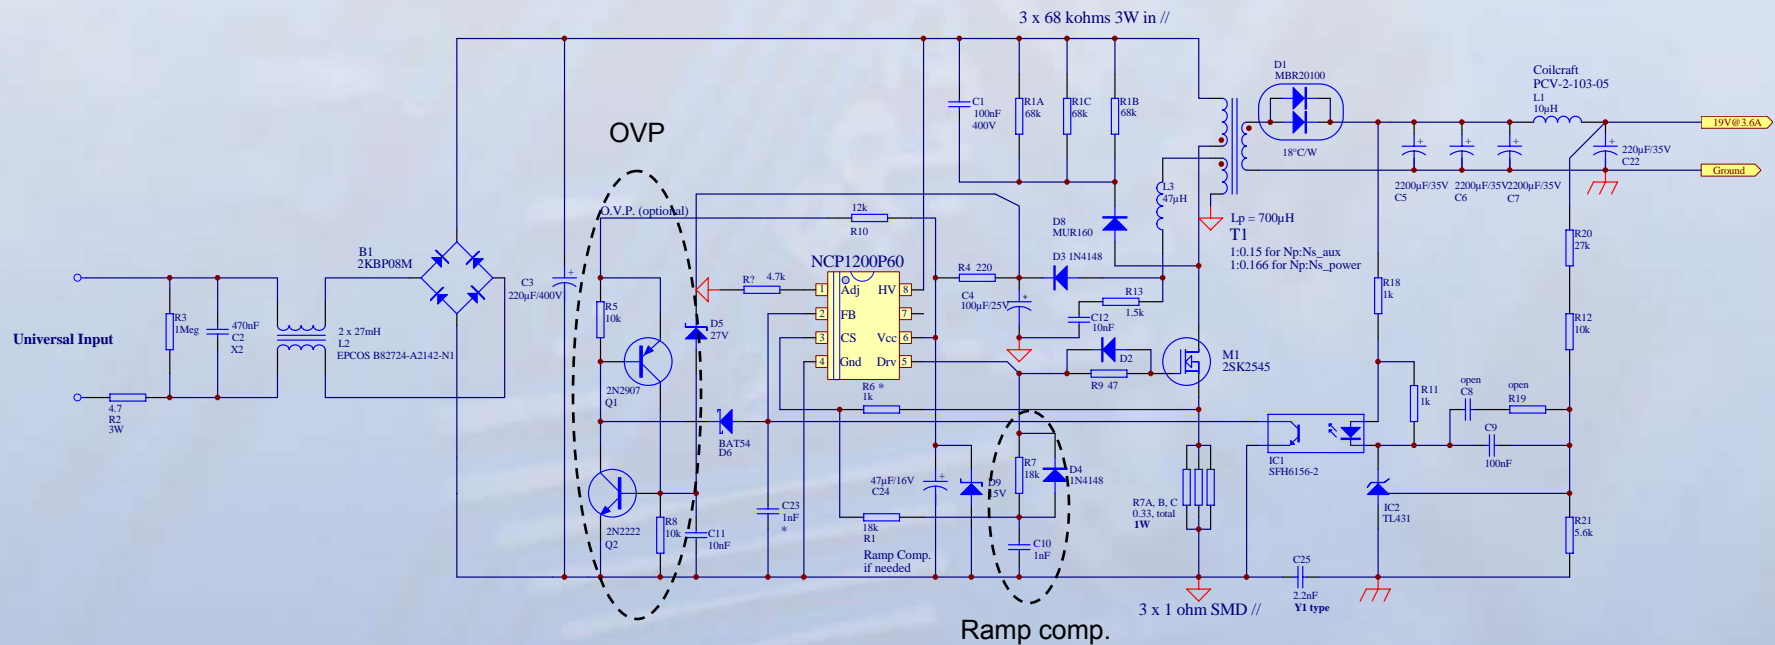 3 x 68 kohms 3W in //
Coilcraft
PCV-2-103-05
L1
10µH
D1
MBR20100
18°C/W
C1
100nF
400V
R1A
68k
R1C
68k
R1B
68k
19V@3.6A
Ground
220µF/35V
C22
2200µF/35V
C5
2200µF/35V
C6
2200µF/35V
C7
OVP
O.V.P. (optional)
12k
R10
L3
47µH
D8
MUR160
Lp = 700µH
T1
1:0.15 for Np:Ns_aux
1:0.166 for Np:Ns_power
B1
2KBP08M
C3
220µF/400V
NCP1200P60
1
Adj
HV
8
2
FB
7
3
CS
Vcc
6
4
Gnd
Drv
5
R?
4.7k
R4 220
D3 1N4148
C4
100µF/25V
R13
1.5k
C12
10nF
R20
27k
R18
1k
R12
10k
Universal Input
R3
1Meg
470nF
C2
X2
2 x 27mH
L2
EPCOS B82724-A2142-N1
4.7
R2
3W
R5
10k
D5
27V
2N2907
Q1
D2
R9 47
M1
2SK2545
R6 *
1k
R11
1k
open
C8
open
R19
C9
100nF
BAT54
D6
IC1
SFH6156-2
IC2
TL431
R21
5.6k
2N2222
Q2
R8
10k
C11
10nF
C23
1nF
*
47µF/16V
C24
D9
15V
R7
18k
D4
1N4148
18k
R1
Ramp Comp.
if needed
C10
1nF
R7A, B, C
0.33, total
1W
C25
2.2nF
Y1 type
3 x 1 ohm SMD //
Ramp comp.